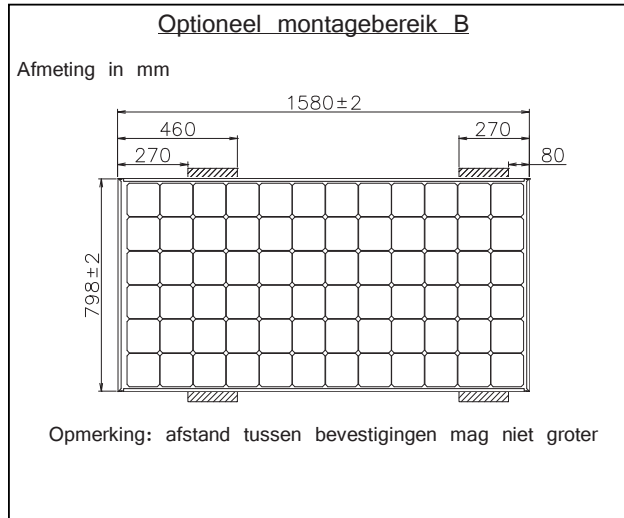 Optioneel montagebereik B
Afmeting in mm
1580±2
460
270
270
80
798±2
Opmerking: afstand tussen bevestigingen mag niet groter